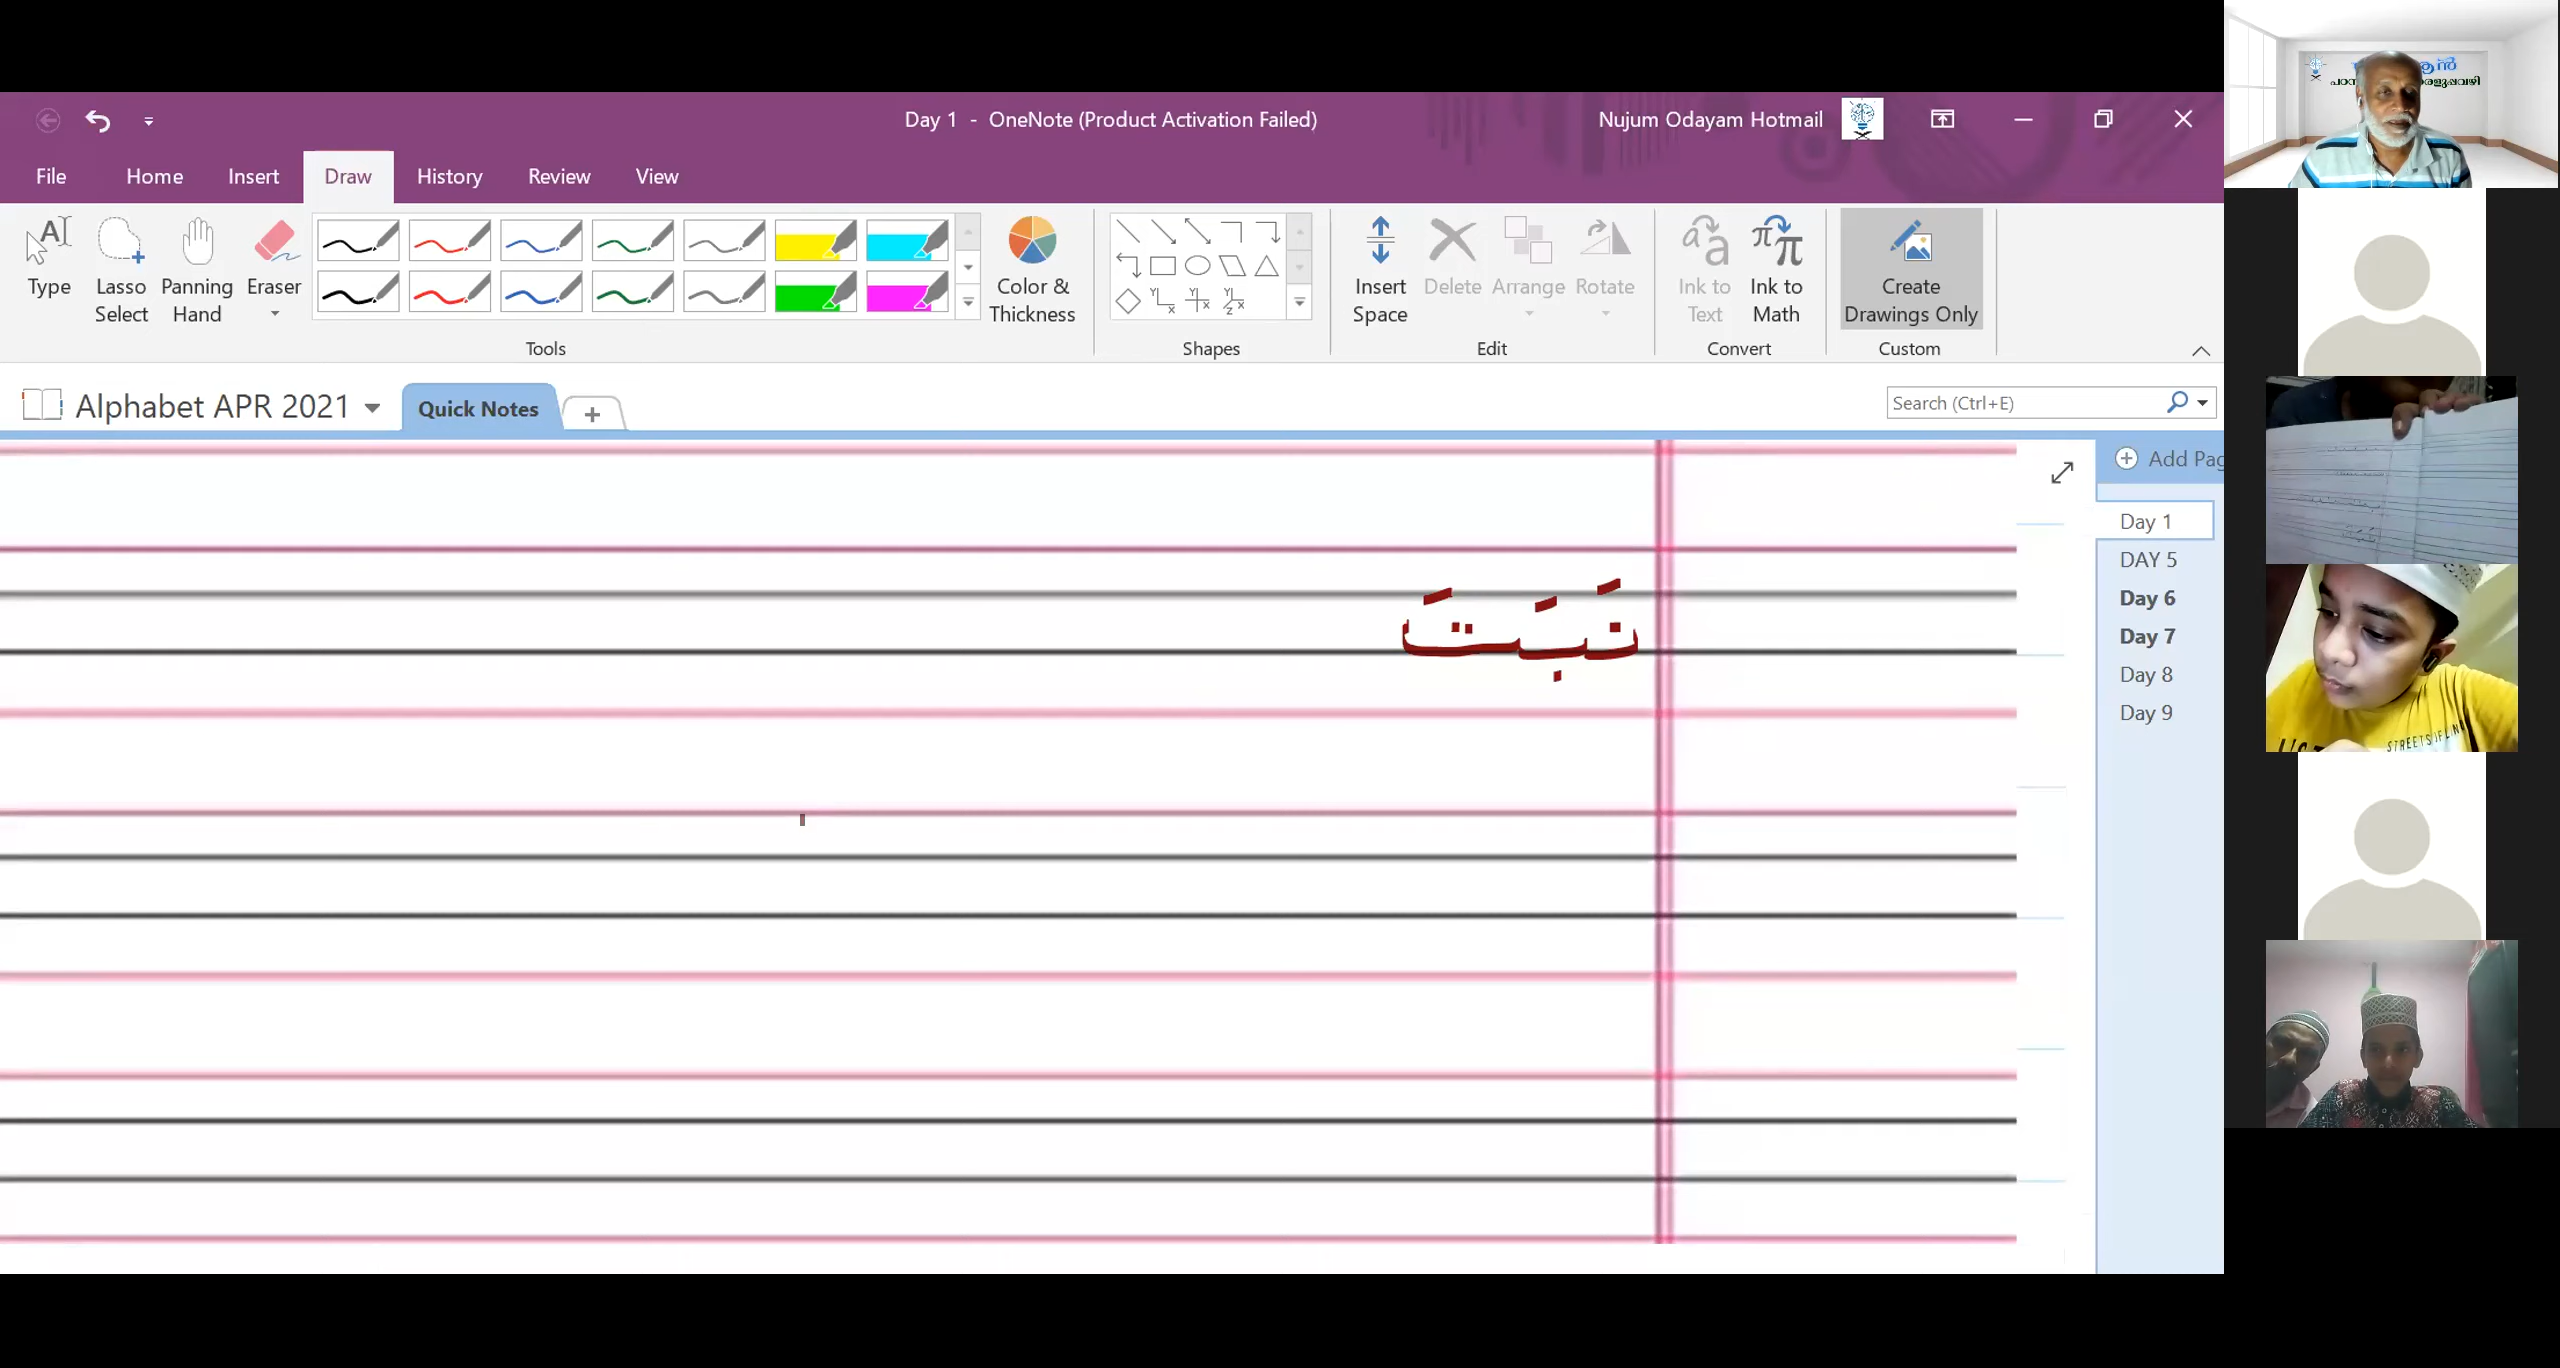 Day 1 - OneNote (Product Activation Failed)
Nujum Odayam Hotmail
File Home Insert Draw History Review View
Type
Lasso Select
Panning Hand
Eraser
Color & Thickness
Insert Space
Delete
Arrange
Rotate
Ink to Text
Ink to Math
Create Drawings Only
Tools
Shapes
Edit
Convert
Custom
Alphabet APR 2021
Quick Notes
Search (Ctrl+E)
Add Pag
Day 1
DAY 5
Day 6
Day 7
Day 8
Day 9
نَبَتَ